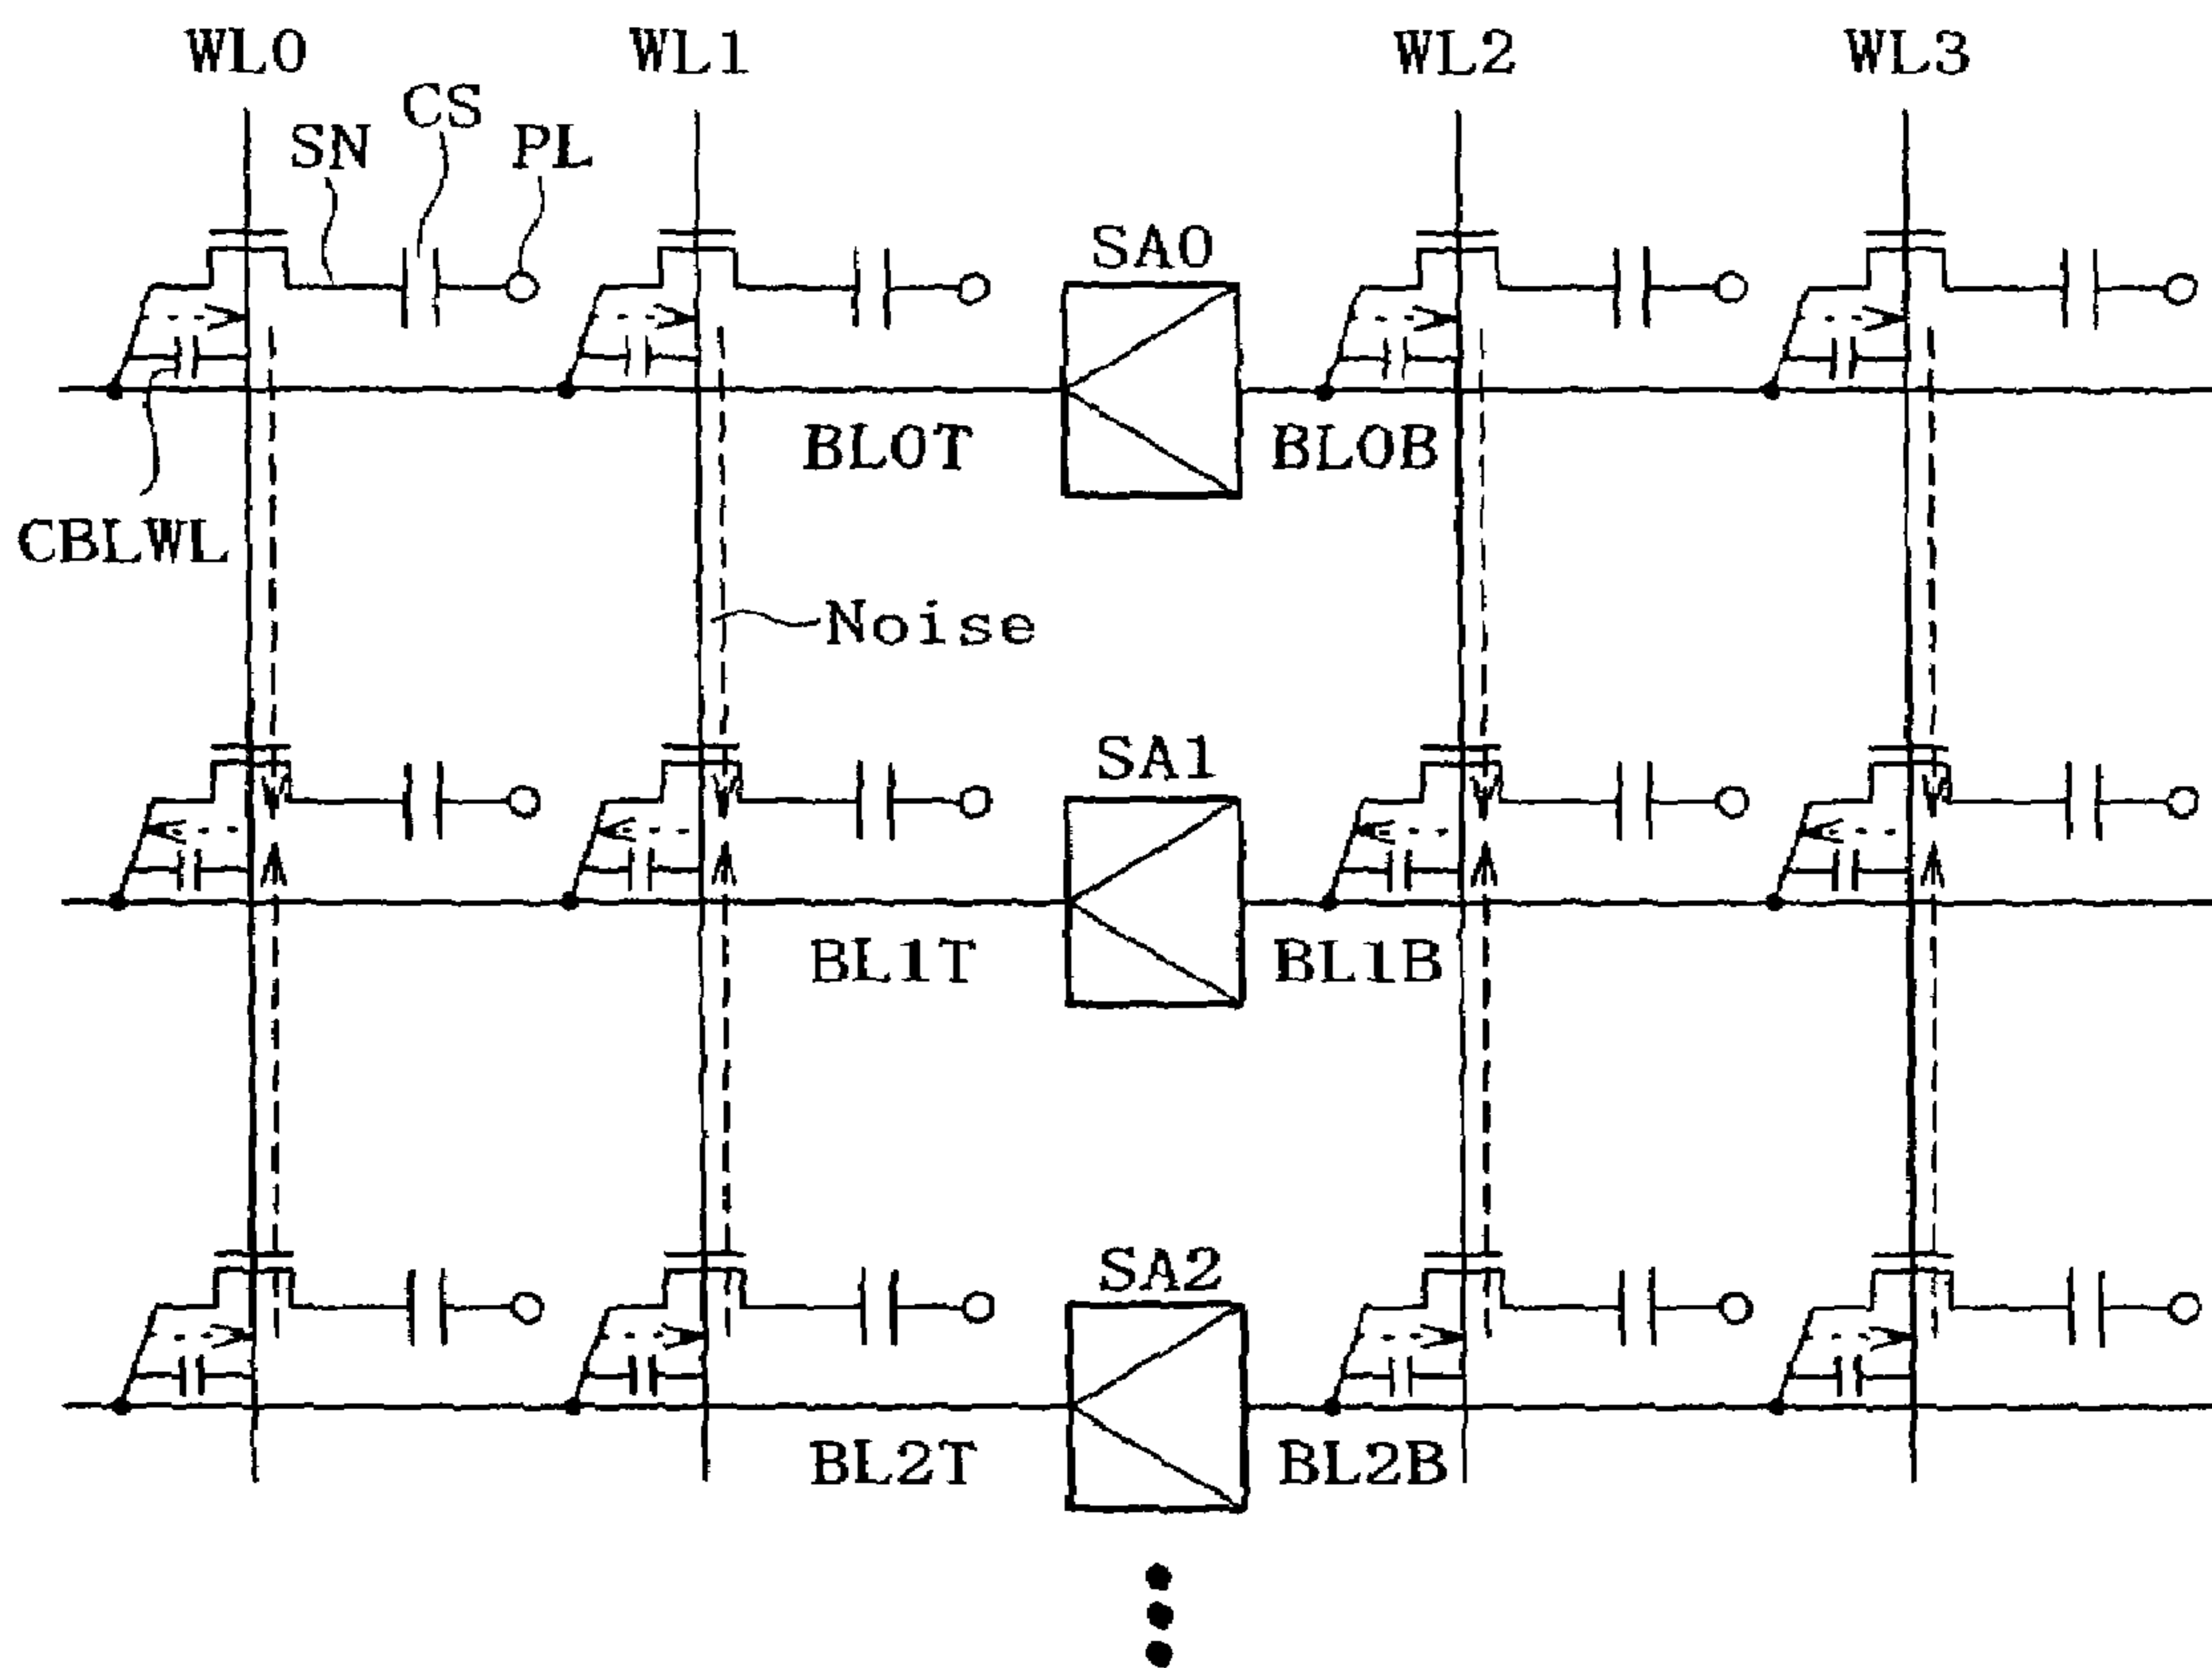 WL0 WL1 WL2 WL3
CS
SN PL
SA0
BL0T BL0B
CBLWL
Noise
SA1
BL1T BL1B
SA2
BL2T BL2B